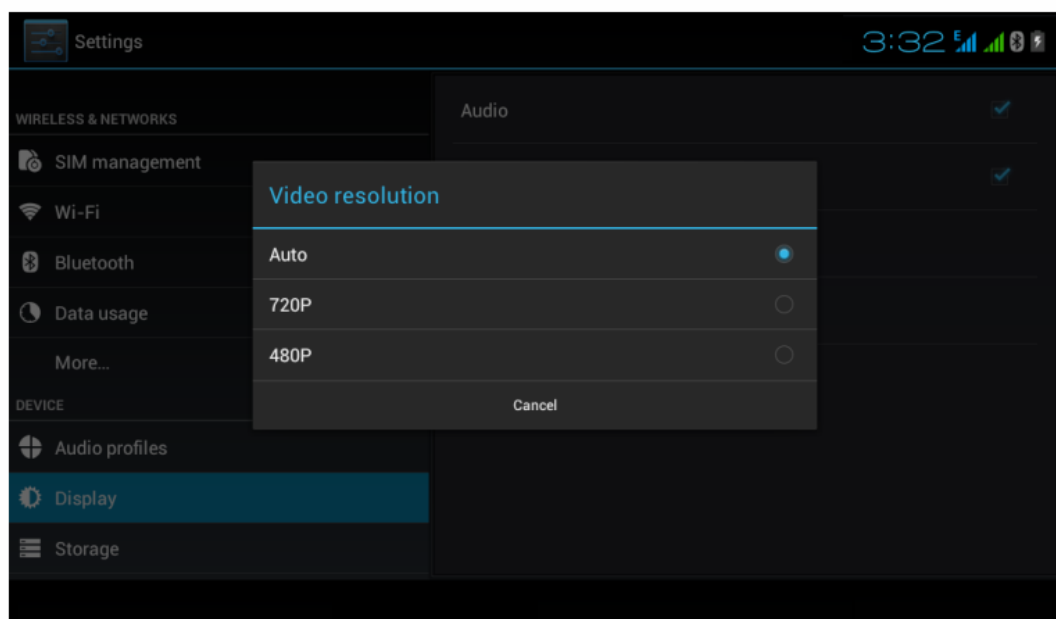 Settings
3:32
E
WIRELESS & NETWORKS
SIM management
Wi-Fi
Bluetooth
Data usage
More...
DEVICE
Audio profiles
Display
Storage
Audio
Video resolution
Auto
720P
480P
Cancel